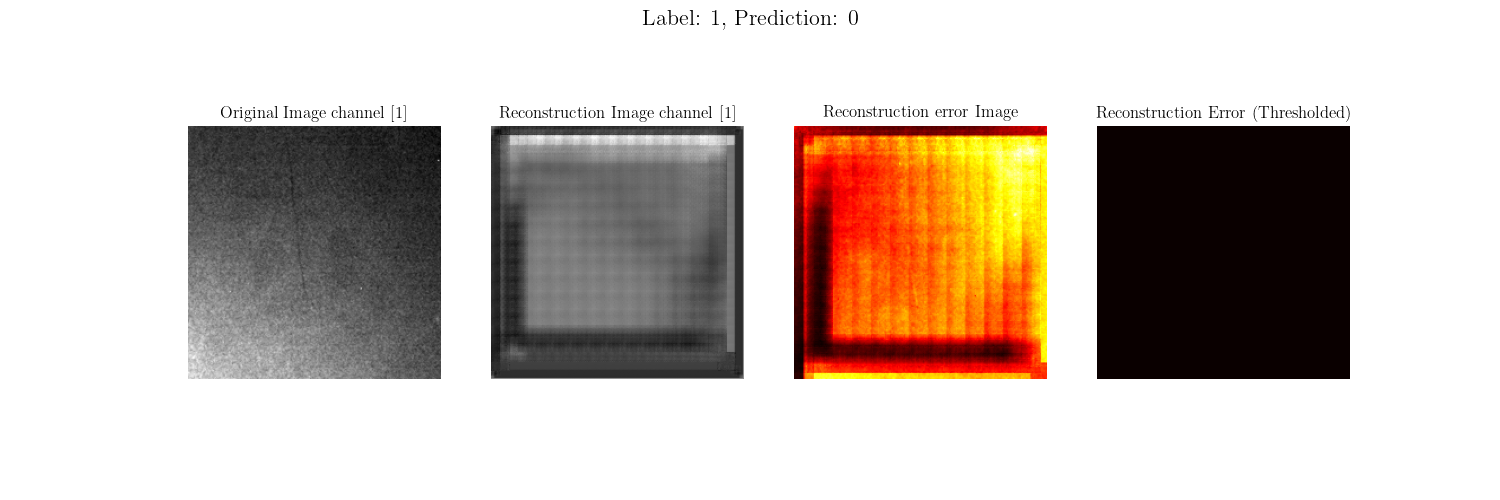 Label: 1, Prediction: 0
Original Image channel [1]
Reconstruction Image channel [1]
Reconstruction error Image
Reconstruction Error (Thresholded)